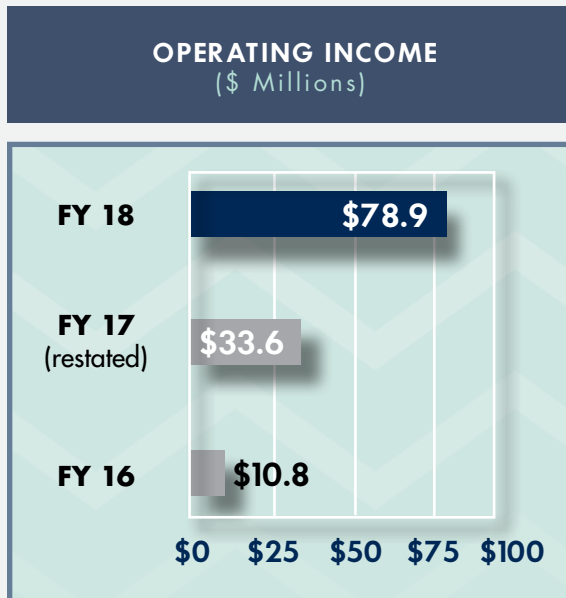 OPERATING INCOME
($ Millions)
FY 18
$78.9
FY 17
(restated)
$33.6
FY 16
$10.8
$0 $25 $50 $75 $100